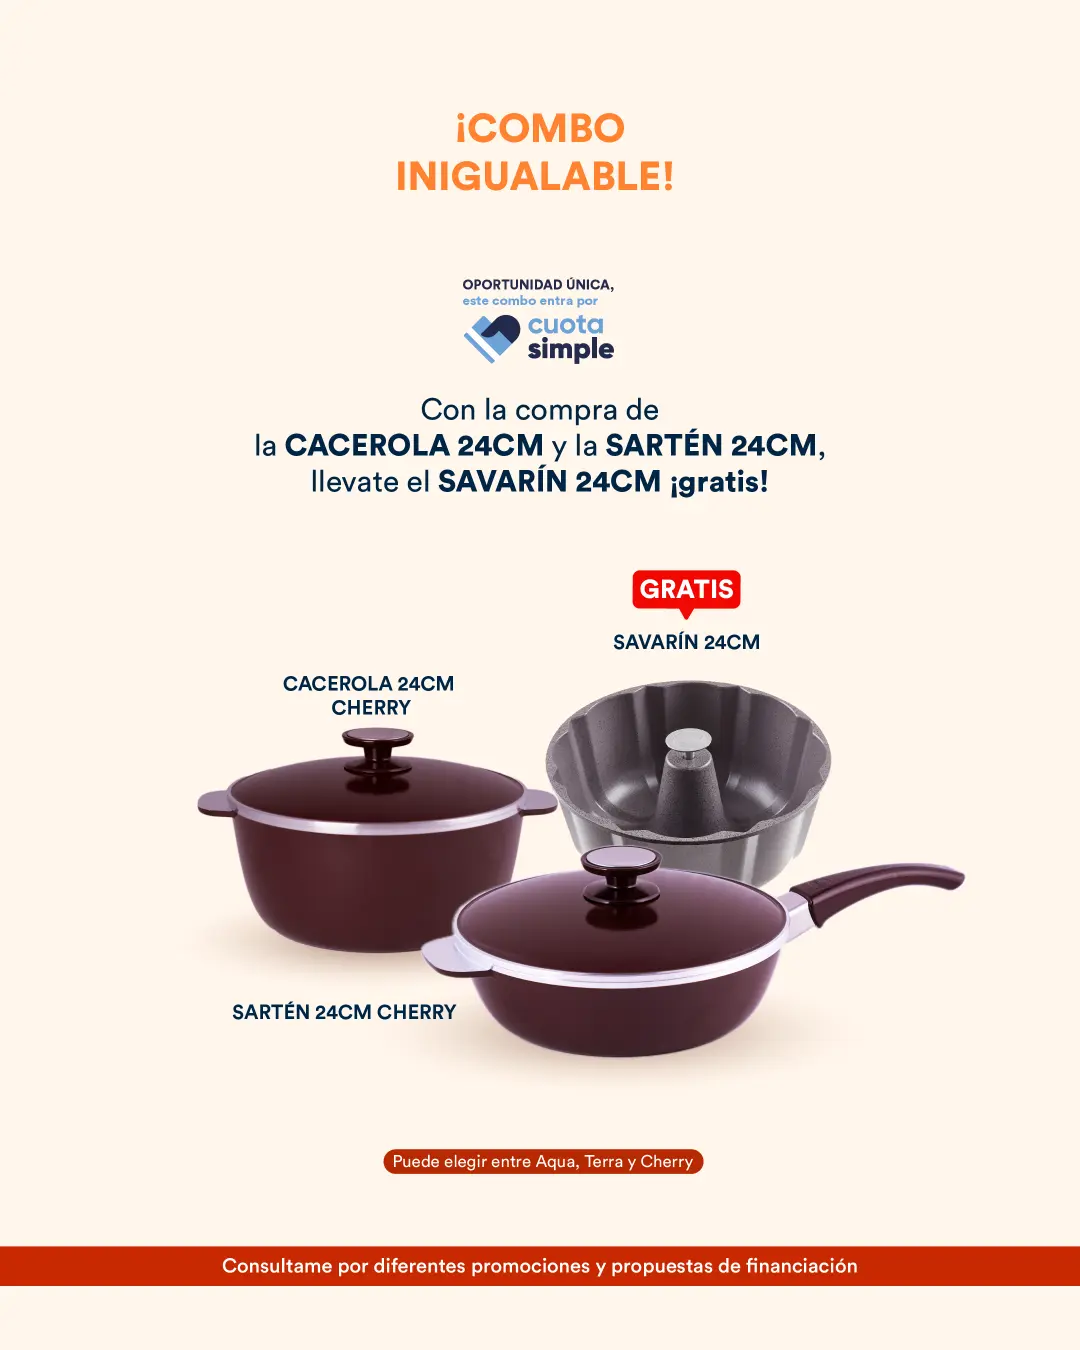 ¡COMBO
INIGUALABLE!
OPORTUNIDAD ÚNICA,
este combo entra por
cuota
simple
Con la compra de
la CACEROLA 24CM y la SARTÉN 24CM,
llevate el SAVARÍN 24CM ¡gratis!
GRATIS
SAVARÍN 24CM
CACEROLA 24CM
CHERRY
SARTÉN 24CM CHERRY
Puede elegir entre Aqua, Terra y Cherry
Consultame por diferentes promociones y propuestas de financiación